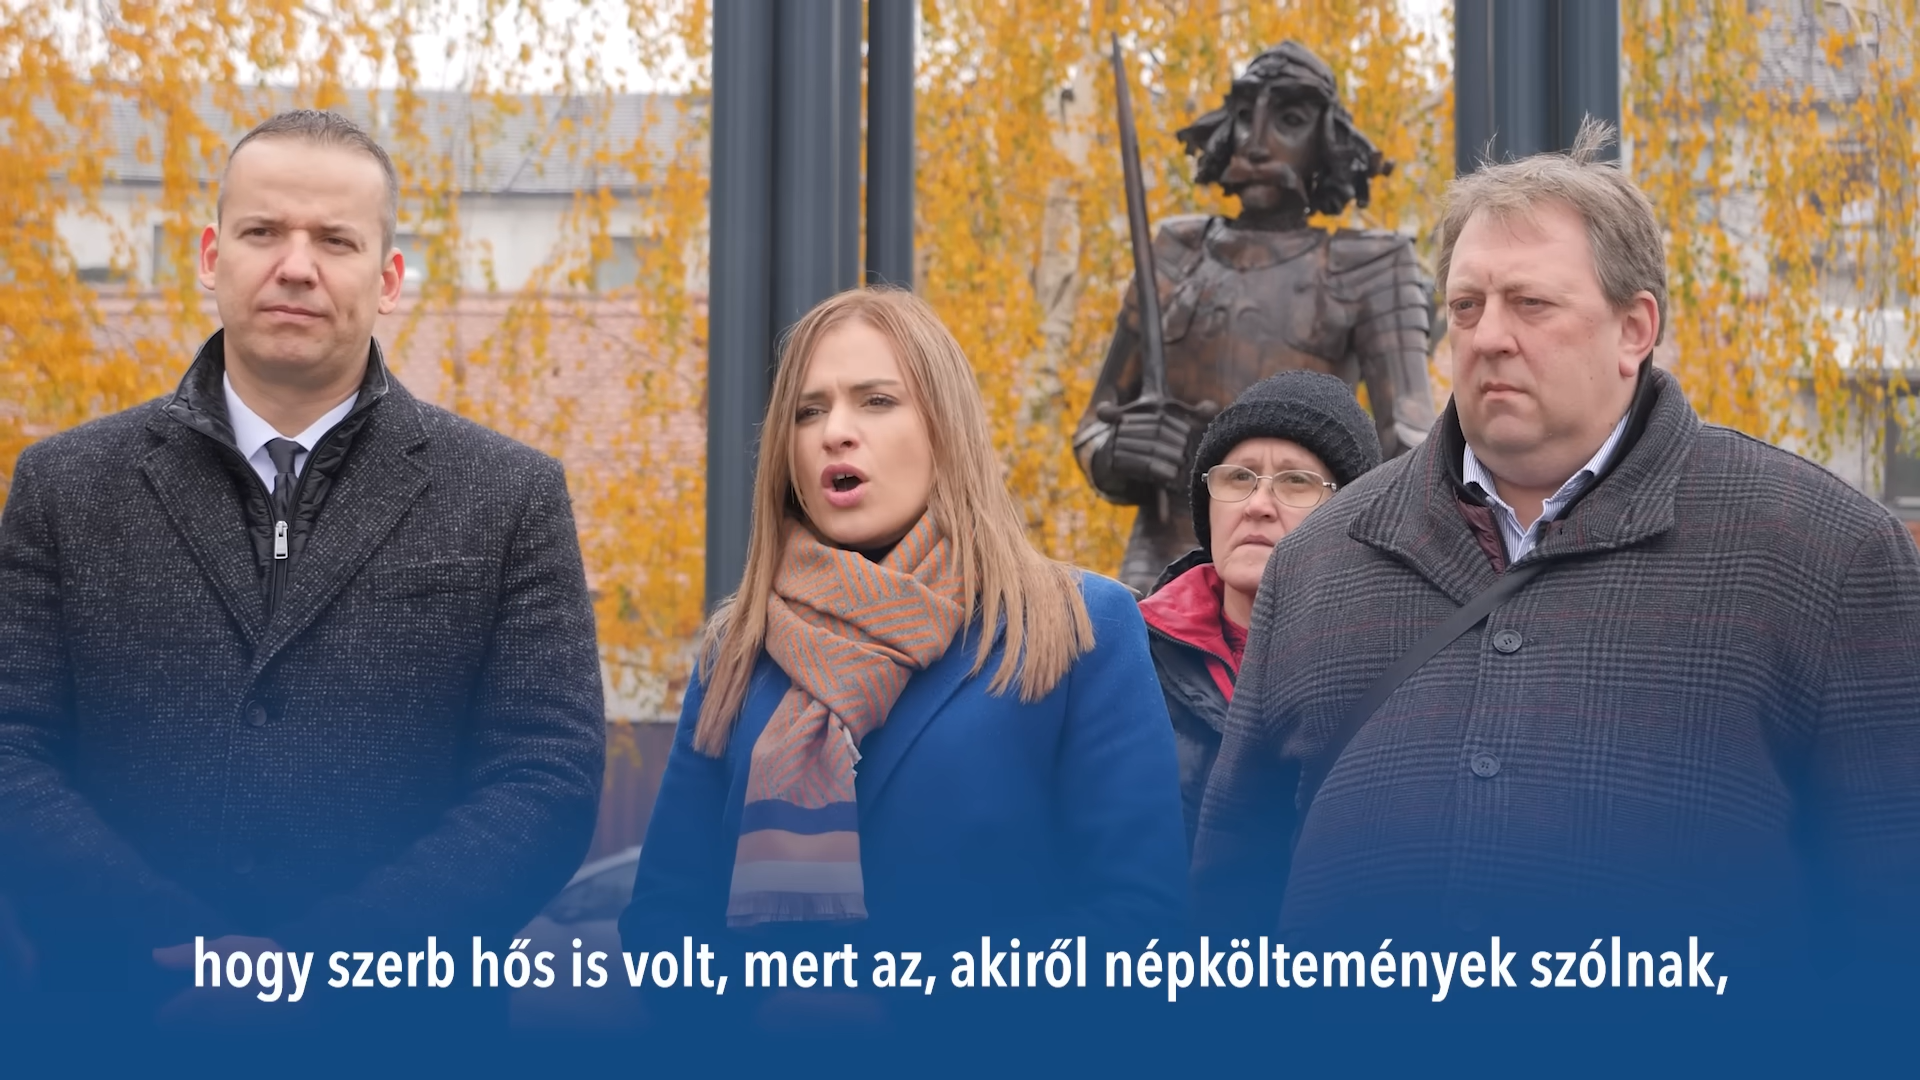 hogy szerb hős is volt, mert az, akiről népköltemények szólnak,